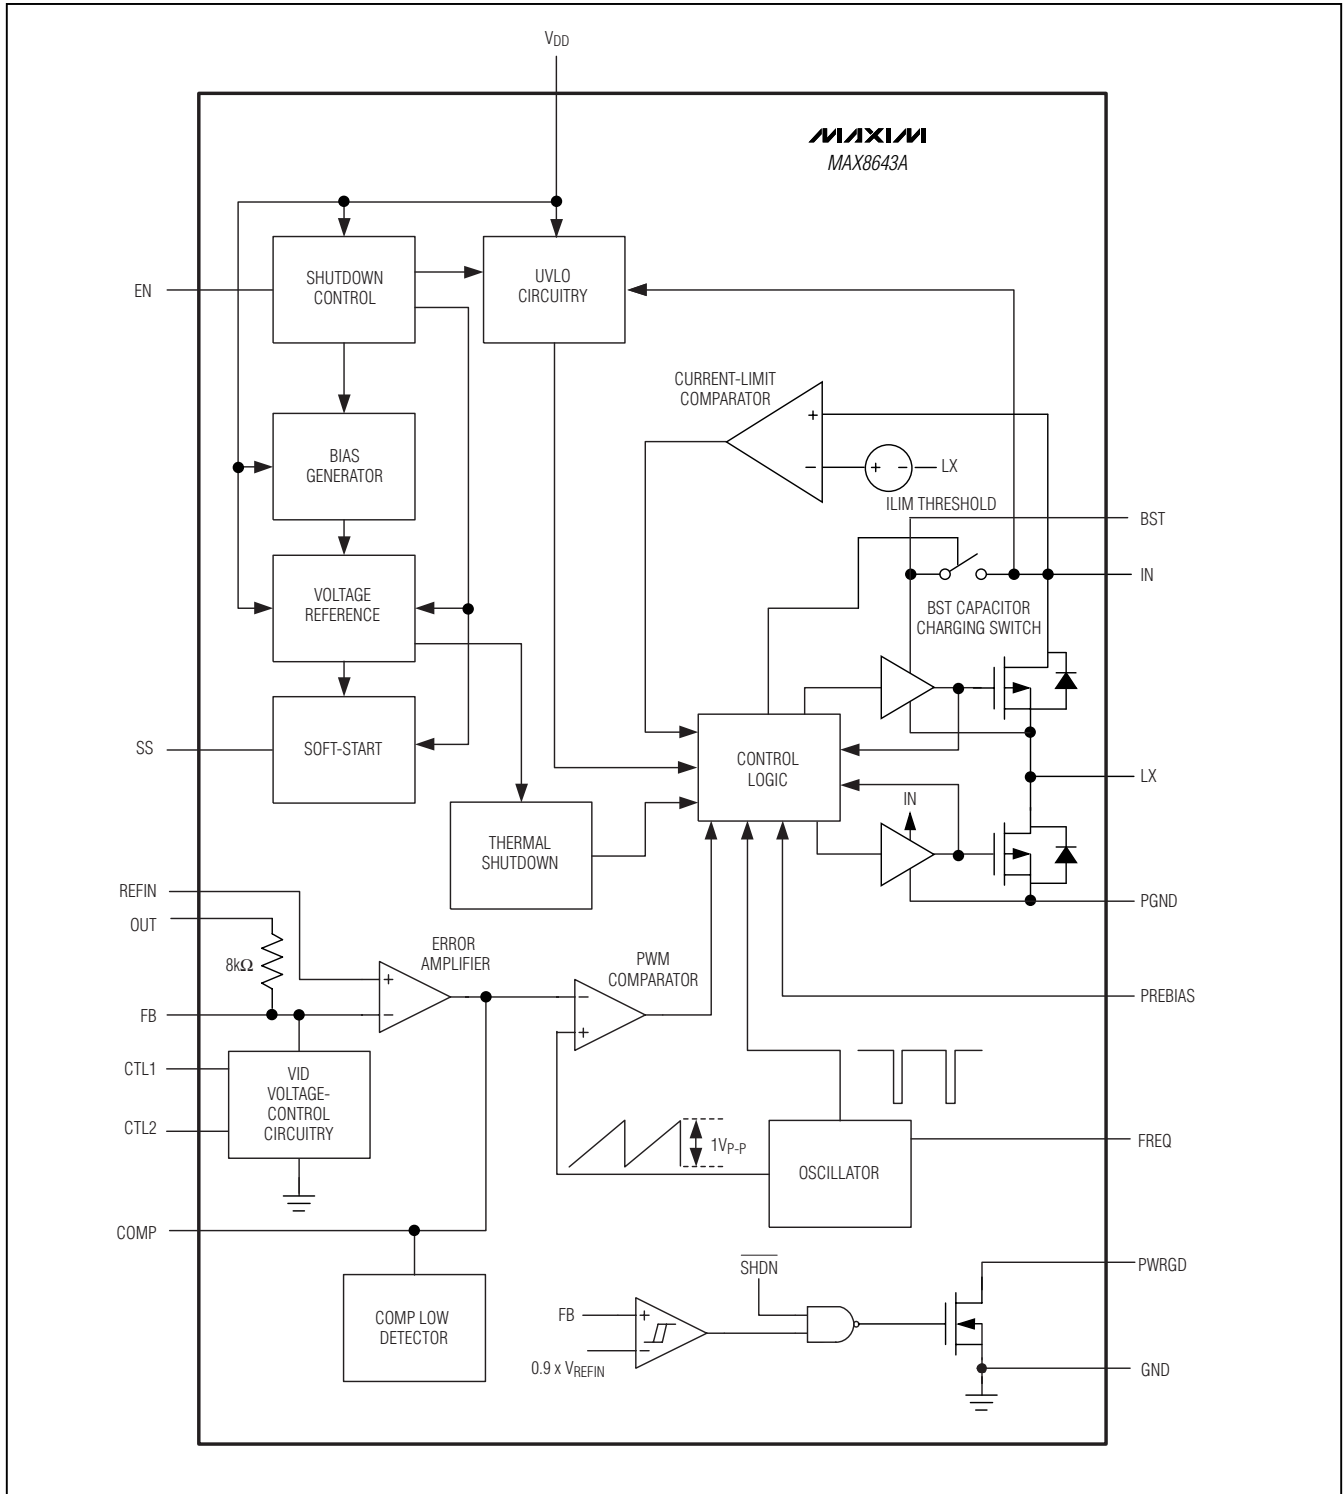 VDD
MAXIM
MAX8643A
SHUTDOWN
CONTROL
UVLO
CIRCUITRY
EN
CURRENT-LIMIT
COMPARATOR
+
−
+ −
LX
ILIM THRESHOLD
BIAS
GENERATOR
BST
IN
BST CAPACITOR
CHARGING SWITCH
VOLTAGE
REFERENCE
SS
SOFT-START
CONTROL
LOGIC
LX
IN
THERMAL
SHUTDOWN
REFIN
OUT
PGND
8kΩ
ERROR
AMPLIFIER
+
−
PWM
COMPARATOR
−
+
PREBIAS
FB
CTL1
CTL2
VID
VOLTAGE-
CONTROL
CIRCUITRY
1VP-P
OSCILLATOR
FREQ
COMP
COMP LOW
DETECTOR
SHDN
PWRGD
FB
+
−
0.9 x VREFIN
GND